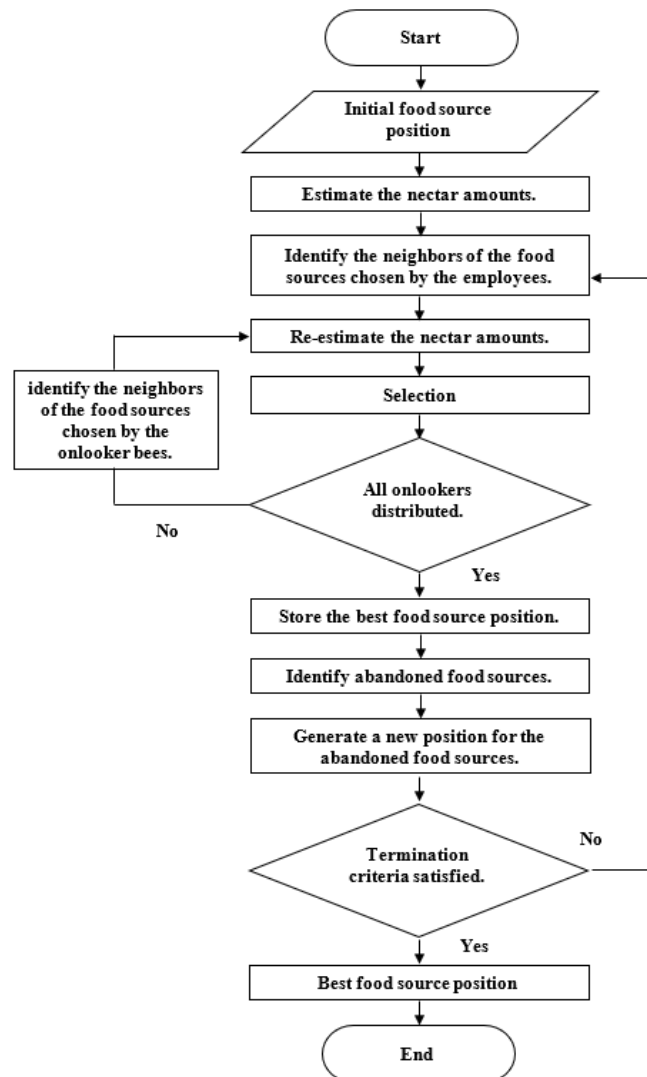 Start
Initial food source
position
Estimate the nectar amounts.
Identify the neighbors of the food
sources chosen by the employees.
Re-estimate the nectar amounts.
identify the neighbors
of the food sources
chosen by the
onlooker bees.
Selection
All onlookers
distributed.
No
Yes
Store the best food source position.
Identify abandoned food sources.
Generate a new position for the
abandoned food sources.
Termination
criteria satisfied.
No
Yes
Best food source position
End